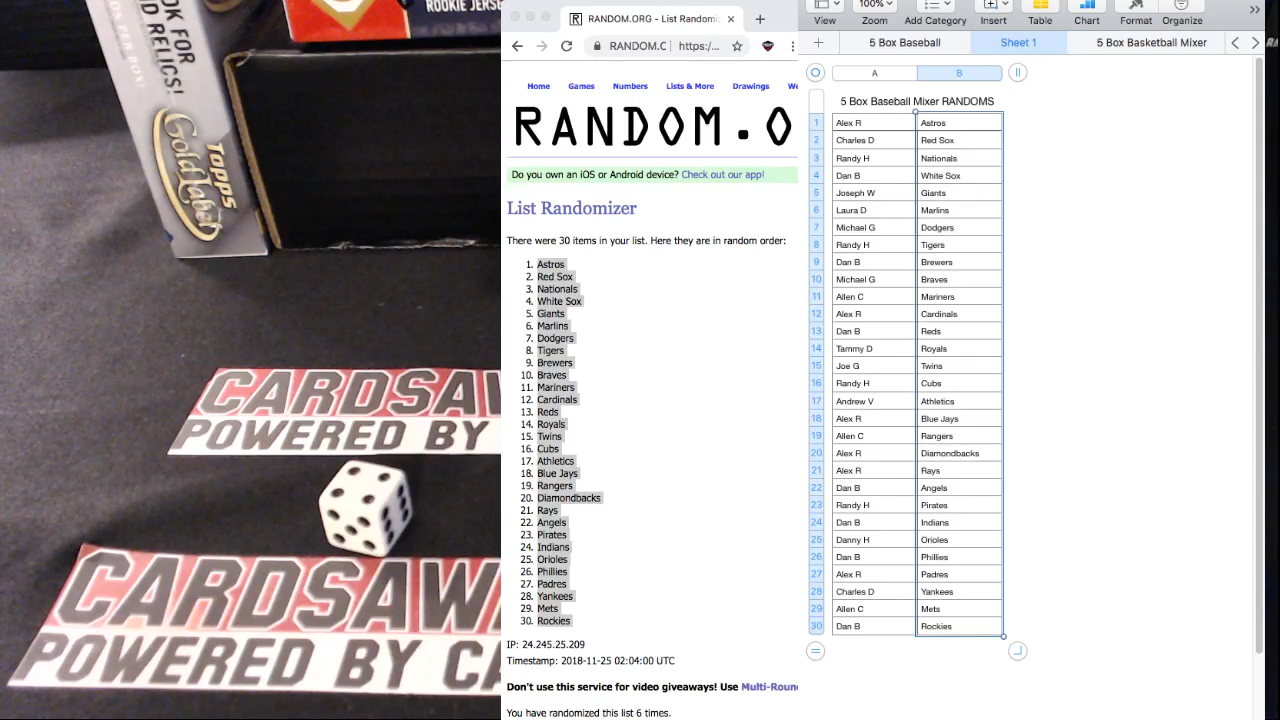 OK FOR
RELICS!
DS PER BOX!
ROOKIE JERS
Topps
Gold Label
CARDSAW
POWERED BY
CARDSAW
POWERED BY CA
RANDOM.ORG - List Randomiz
RANDOM.O
https:/...
Home Games Numbers Lists & More Drawings We
RANDOM.O
Do you own an iOS or Android device? Check out our app!
List Randomizer
There were 30 items in your list. Here they are in random order:
1. Astros
2. Red Sox
3. Nationals
4. White Sox
5. Giants
6. Marlins
7. Dodgers
8. Tigers
9. Brewers
10. Braves
11. Mariners
12. Cardinals
13. Reds
14. Royals
15. Twins
16. Cubs
17. Athletics
18. Blue Jays
19. Rangers
20. Diamondbacks
21. Rays
22. Angels
23. Pirates
24. Indians
25. Orioles
26. Phillies
27. Padres
28. Yankees
29. Mets
30. Rockies
IP: 24.245.25.209
Timestamp: 2018-11-25 02:04:00 UTC
Don't use this service for video giveaways! Use Multi-Roun
You have randomized this list 6 times.
View Zoom Add Category Insert Table Chart Format Organize
100%
5 Box Baseball Sheet 1 5 Box Basketball Mixer
A B
5 Box Baseball Mixer RANDOMS
1 Alex R Astros
2 Charles D Red Sox
3 Randy H Nationals
4 Dan B White Sox
5 Joseph W Giants
6 Laura D Marlins
7 Michael G Dodgers
8 Randy H Tigers
9 Dan B Brewers
10 Michael G Braves
11 Allen C Mariners
12 Alex R Cardinals
13 Dan B Reds
14 Tammy D Royals
15 Joe G Twins
16 Randy H Cubs
17 Andrew V Athletics
18 Alex R Blue Jays
19 Allen C Rangers
20 Alex R Diamondbacks
21 Alex R Rays
22 Dan B Angels
23 Randy H Pirates
24 Dan B Indians
25 Danny H Orioles
26 Dan B Phillies
27 Alex R Padres
28 Charles D Yankees
29 Allen C Mets
30 Dan B Rockies